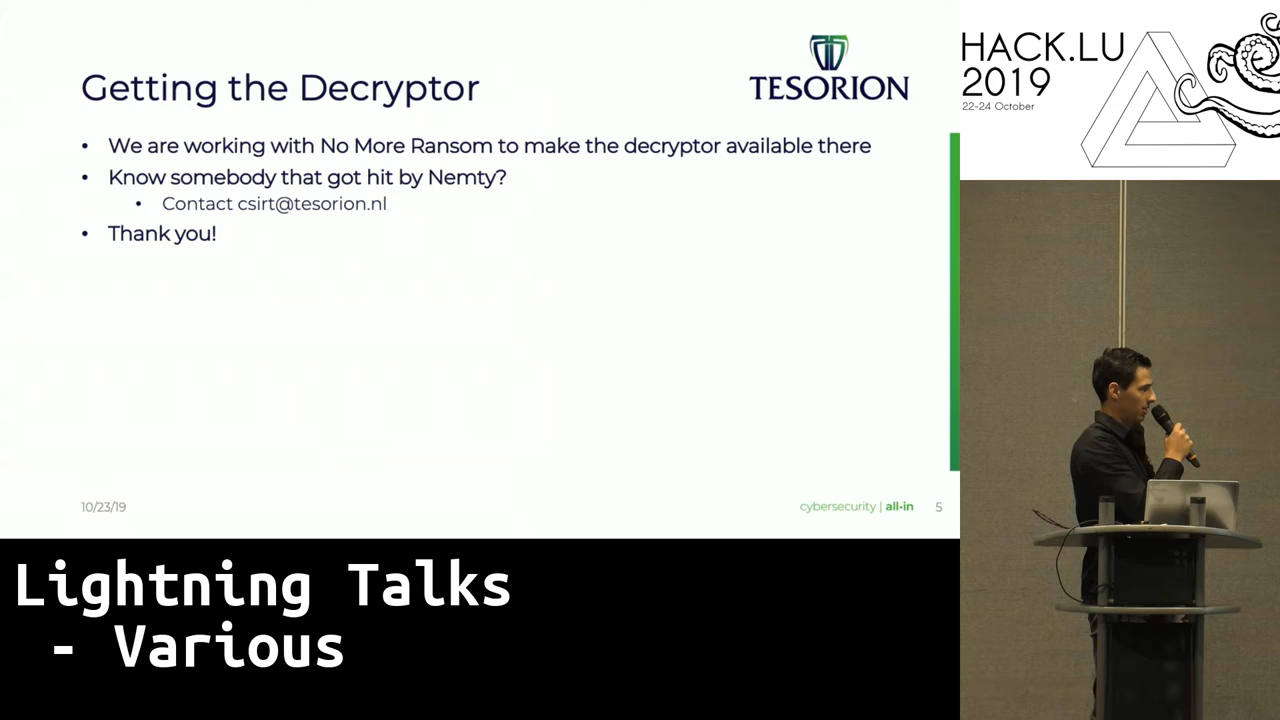 Getting the Decryptor
TESORION
• We are working with No More Ransom to make the decryptor available there
• Know somebody that got hit by Nemty?
• Contact csirt@tesorion.nl
• Thank you!
10/23/19
cybersecurity | all·in
5
HACK.LU
2019
22-24 October
Lightning Talks
- Various